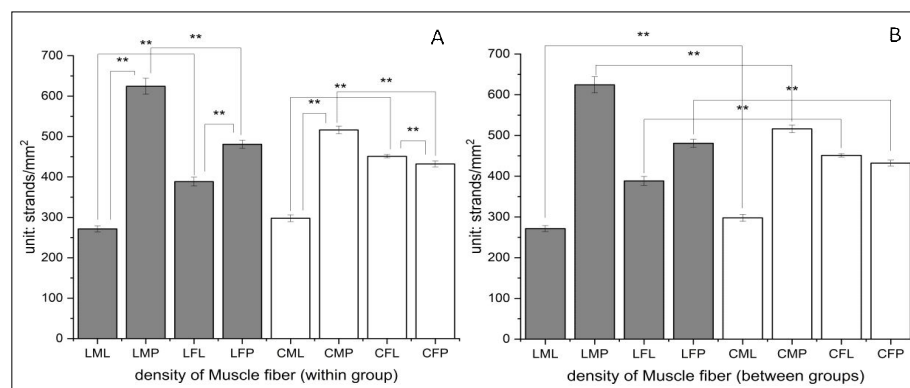 A
** ** ** ** ** ** ** **
700
600
500
400
300
200
100
0
unit: strands/mm²
LML LMP LFL LFP CML CMP CFL CFP
density of Muscle fiber (within group)
B
** ** ** **
700
600
500
400
300
200
100
0
unit: strands/mm²
LML LMP LFL LFP CML CMP CFL CFP
density of Muscle fiber (between groups)